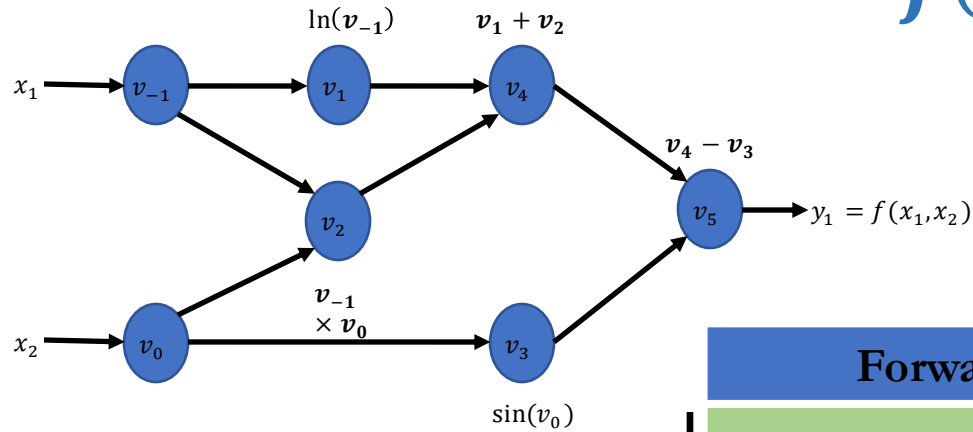 f(
ln(v₋₁)
v₁ + v₂
x₁
v₋₁
v₁
v₄
v₄ − v₃
v₂
v₅
y₁ = f(x₁,x₂)
v₋₁
× v₀
x₂
v₀
v₃
sin(v₀)